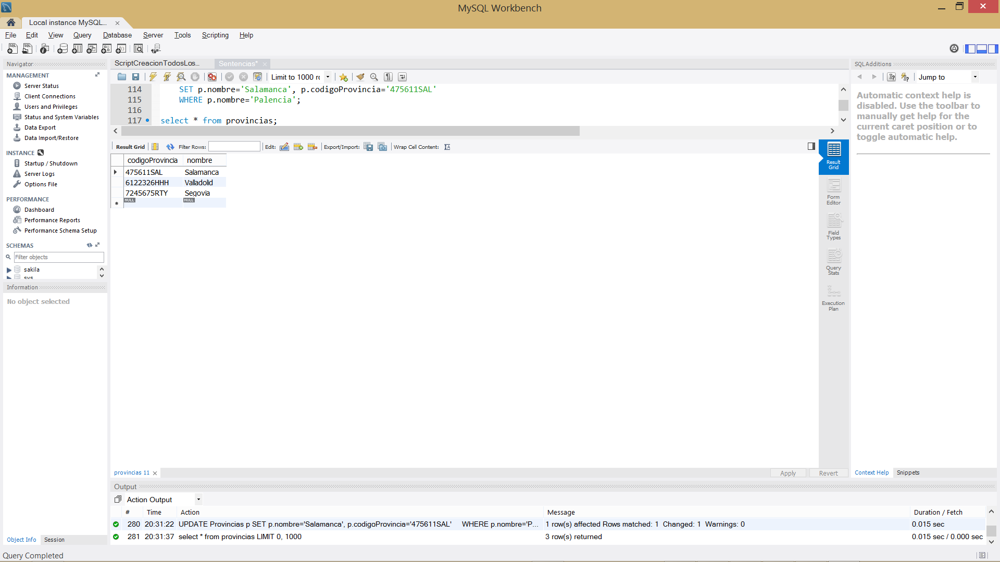 MySQL Workbench
Local instance MySQL...
File Edit View Query Database Server Tools Scripting Help
Navigator
MANAGEMENT
Server Status
Client Connections
Users and Privileges
Status and System Variables
Data Export
Data Import/Restore
INSTANCE
Startup / Shutdown
Server Logs
Options File
PERFORMANCE
Dashboard
Performance Reports
Performance Schema Setup
SCHEMAS
Filter objects
sakila
sys
Information
No object selected
Object Info Session
ScriptCreacionTodosLos... Sentencias*
Limit to 1000 r
114 SET p.nombre='Salamanca', p.codigoProvincia='475611SAL'
115 WHERE p.nombre='Palencia';
116
117 select * from provincias;
Result Grid Filter Rows: Edit: Export/Import: Wrap Cell Content:
codigoProvincia nombre
475611SAL Salamanca
6122326HHH Valladolid
7245675RTY Segovia
NULL NULL
Result Grid
Form Editor
Field Types
Query Stats
Execution Plan
provincias 11
Apply Revert
SQLAdditions
Jump to
Automatic context help is
disabled. Use the toolbar to
manually get help for the
current caret position or to
toggle automatic help.
Context Help Snippets
Output
Action Output
# Time Action Message Duration / Fetch
280 20:31:22 UPDATE Provincias p SET p.nombre='Salamanca', p.codigoProvincia='475611SAL' WHERE p.nombre='P... 1 row(s) affected Rows matched: 1 Changed: 1 Warnings: 0 0.015 sec
281 20:31:37 select * from provincias LIMIT 0, 1000 3 row(s) returned 0.015 sec / 0.000 sec
Query Completed